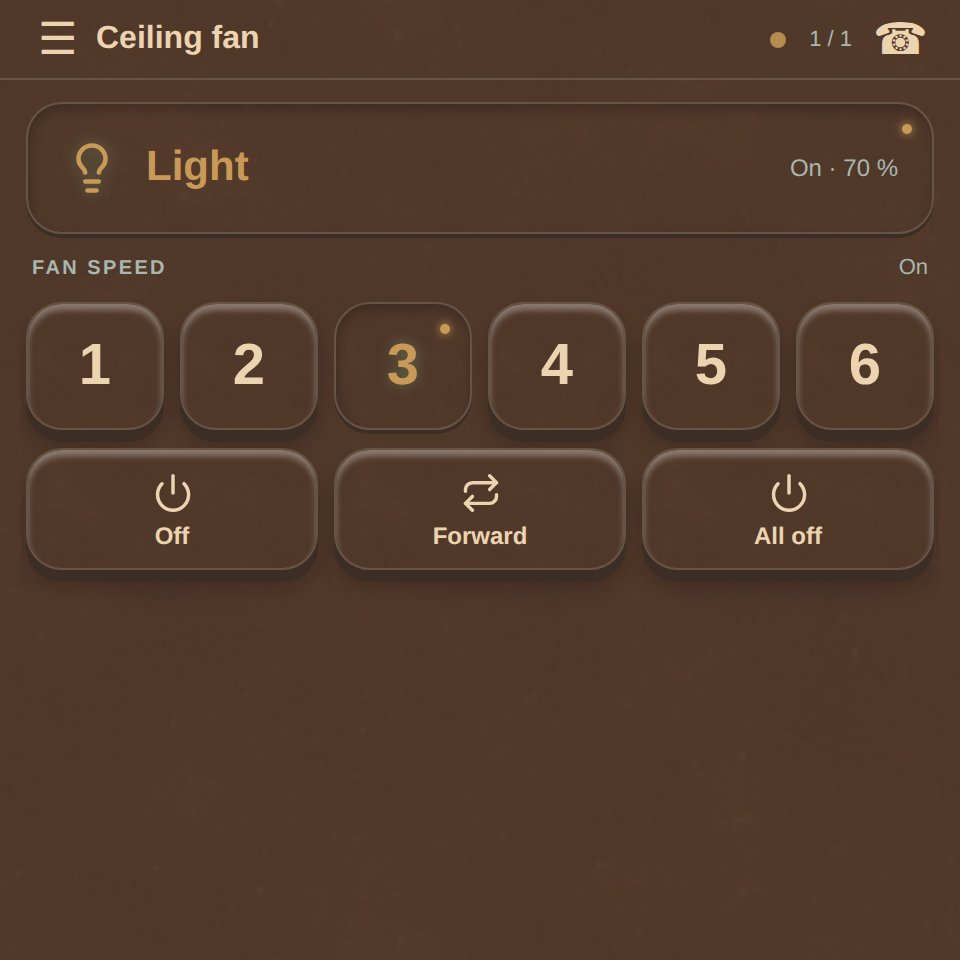 ☰ Ceiling fan 1 / 1 ☎
Light On · 70 %
FAN SPEED On
1 2 3 4 5 6
Off Forward All off